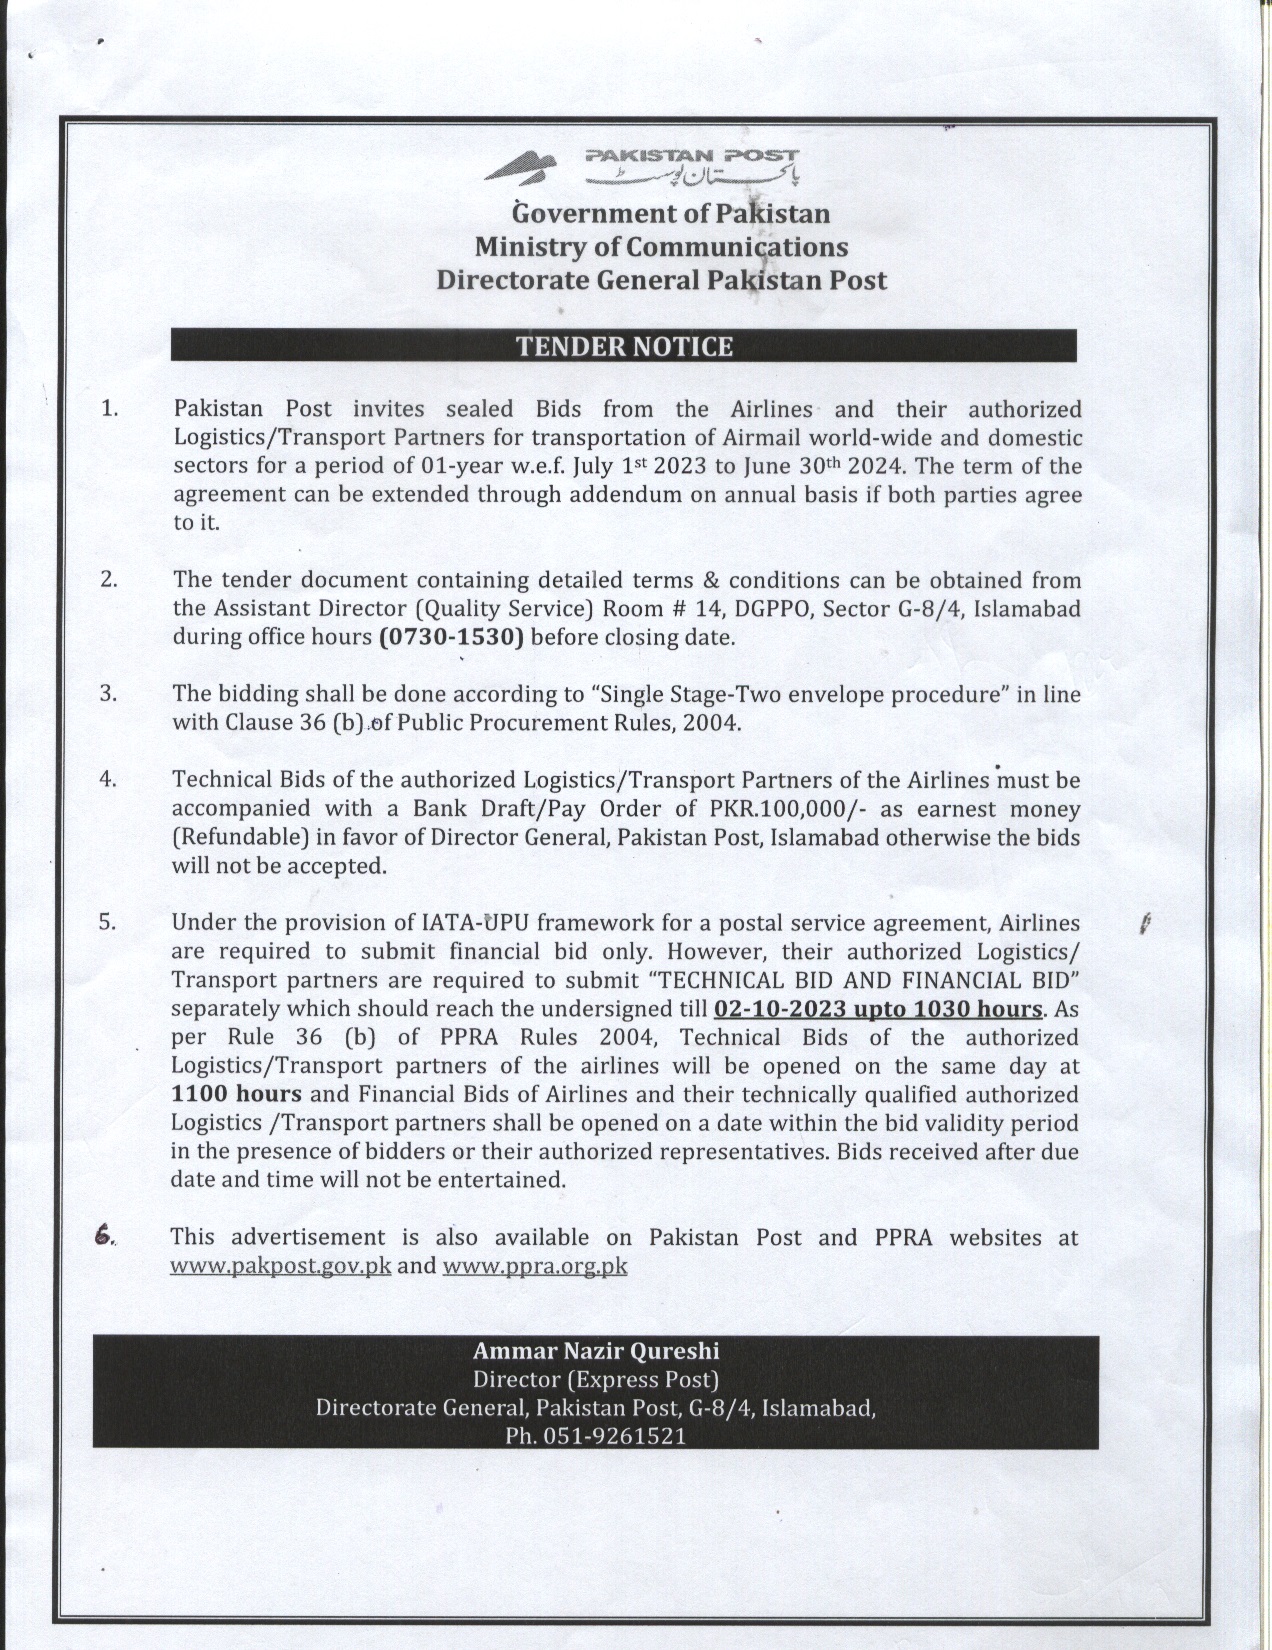 PAKISTAN POST
پاکستان پوسٹ
Government of Pakistan
Ministry of Communications
Directorate General Pakistan Post
TENDER NOTICE
1. Pakistan Post invites sealed Bids from the Airlines and their authorized
Logistics/Transport Partners for transportation of Airmail world-wide and domestic
sectors for a period of 01-year w.e.f. July 1st 2023 to June 30th 2024. The term of the
agreement can be extended through addendum on annual basis if both parties agree
to it.
2. The tender document containing detailed terms & conditions can be obtained from
the Assistant Director (Quality Service) Room # 14, DGPPO, Sector G-8/4, Islamabad
during office hours (0730-1530) before closing date.
3. The bidding shall be done according to “Single Stage-Two envelope procedure” in line
with Clause 36 (b) of Public Procurement Rules, 2004.
4. Technical Bids of the authorized Logistics/Transport Partners of the Airlines must be
accompanied with a Bank Draft/Pay Order of PKR.100,000/- as earnest money
(Refundable) in favor of Director General, Pakistan Post, Islamabad otherwise the bids
will not be accepted.
5. Under the provision of IATA-UPU framework for a postal service agreement, Airlines
are required to submit financial bid only. However, their authorized Logistics/
Transport partners are required to submit “TECHNICAL BID AND FINANCIAL BID”
separately which should reach the undersigned till 02-10-2023 upto 1030 hours. As
per Rule 36 (b) of PPRA Rules 2004, Technical Bids of the authorized
Logistics/Transport partners of the airlines will be opened on the same day at
1100 hours and Financial Bids of Airlines and their technically qualified authorized
Logistics /Transport partners shall be opened on a date within the bid validity period
in the presence of bidders or their authorized representatives. Bids received after due
date and time will not be entertained.
6. This advertisement is also available on Pakistan Post and PPRA websites at
www.pakpost.gov.pk and www.ppra.org.pk
Ammar Nazir Qureshi
Director (Express Post)
Directorate General, Pakistan Post, G-8/4, Islamabad,
Ph. 051-9261521